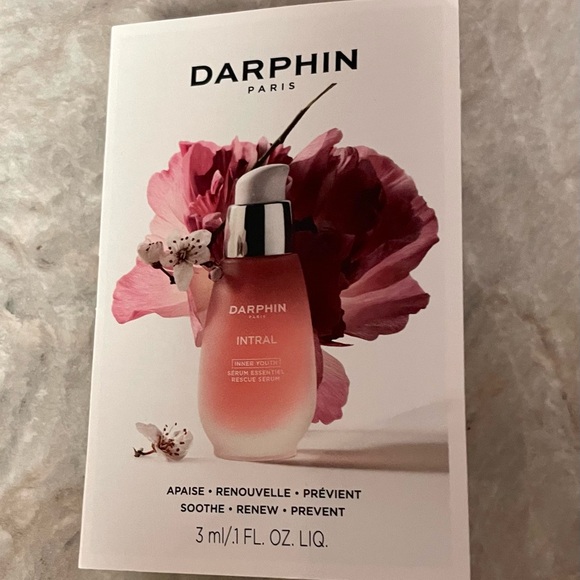 DARPHIN
PARIS
DARPHIN
PARIS
INTRAL
INNER YOUTH
SÉRUM ESSENTIEL
RESCUE SERUM
APAISE • RENOUVELLE • PRÉVIENT
SOOTHE • RENEW • PREVENT
3 ml/.1 FL. OZ. LIQ.